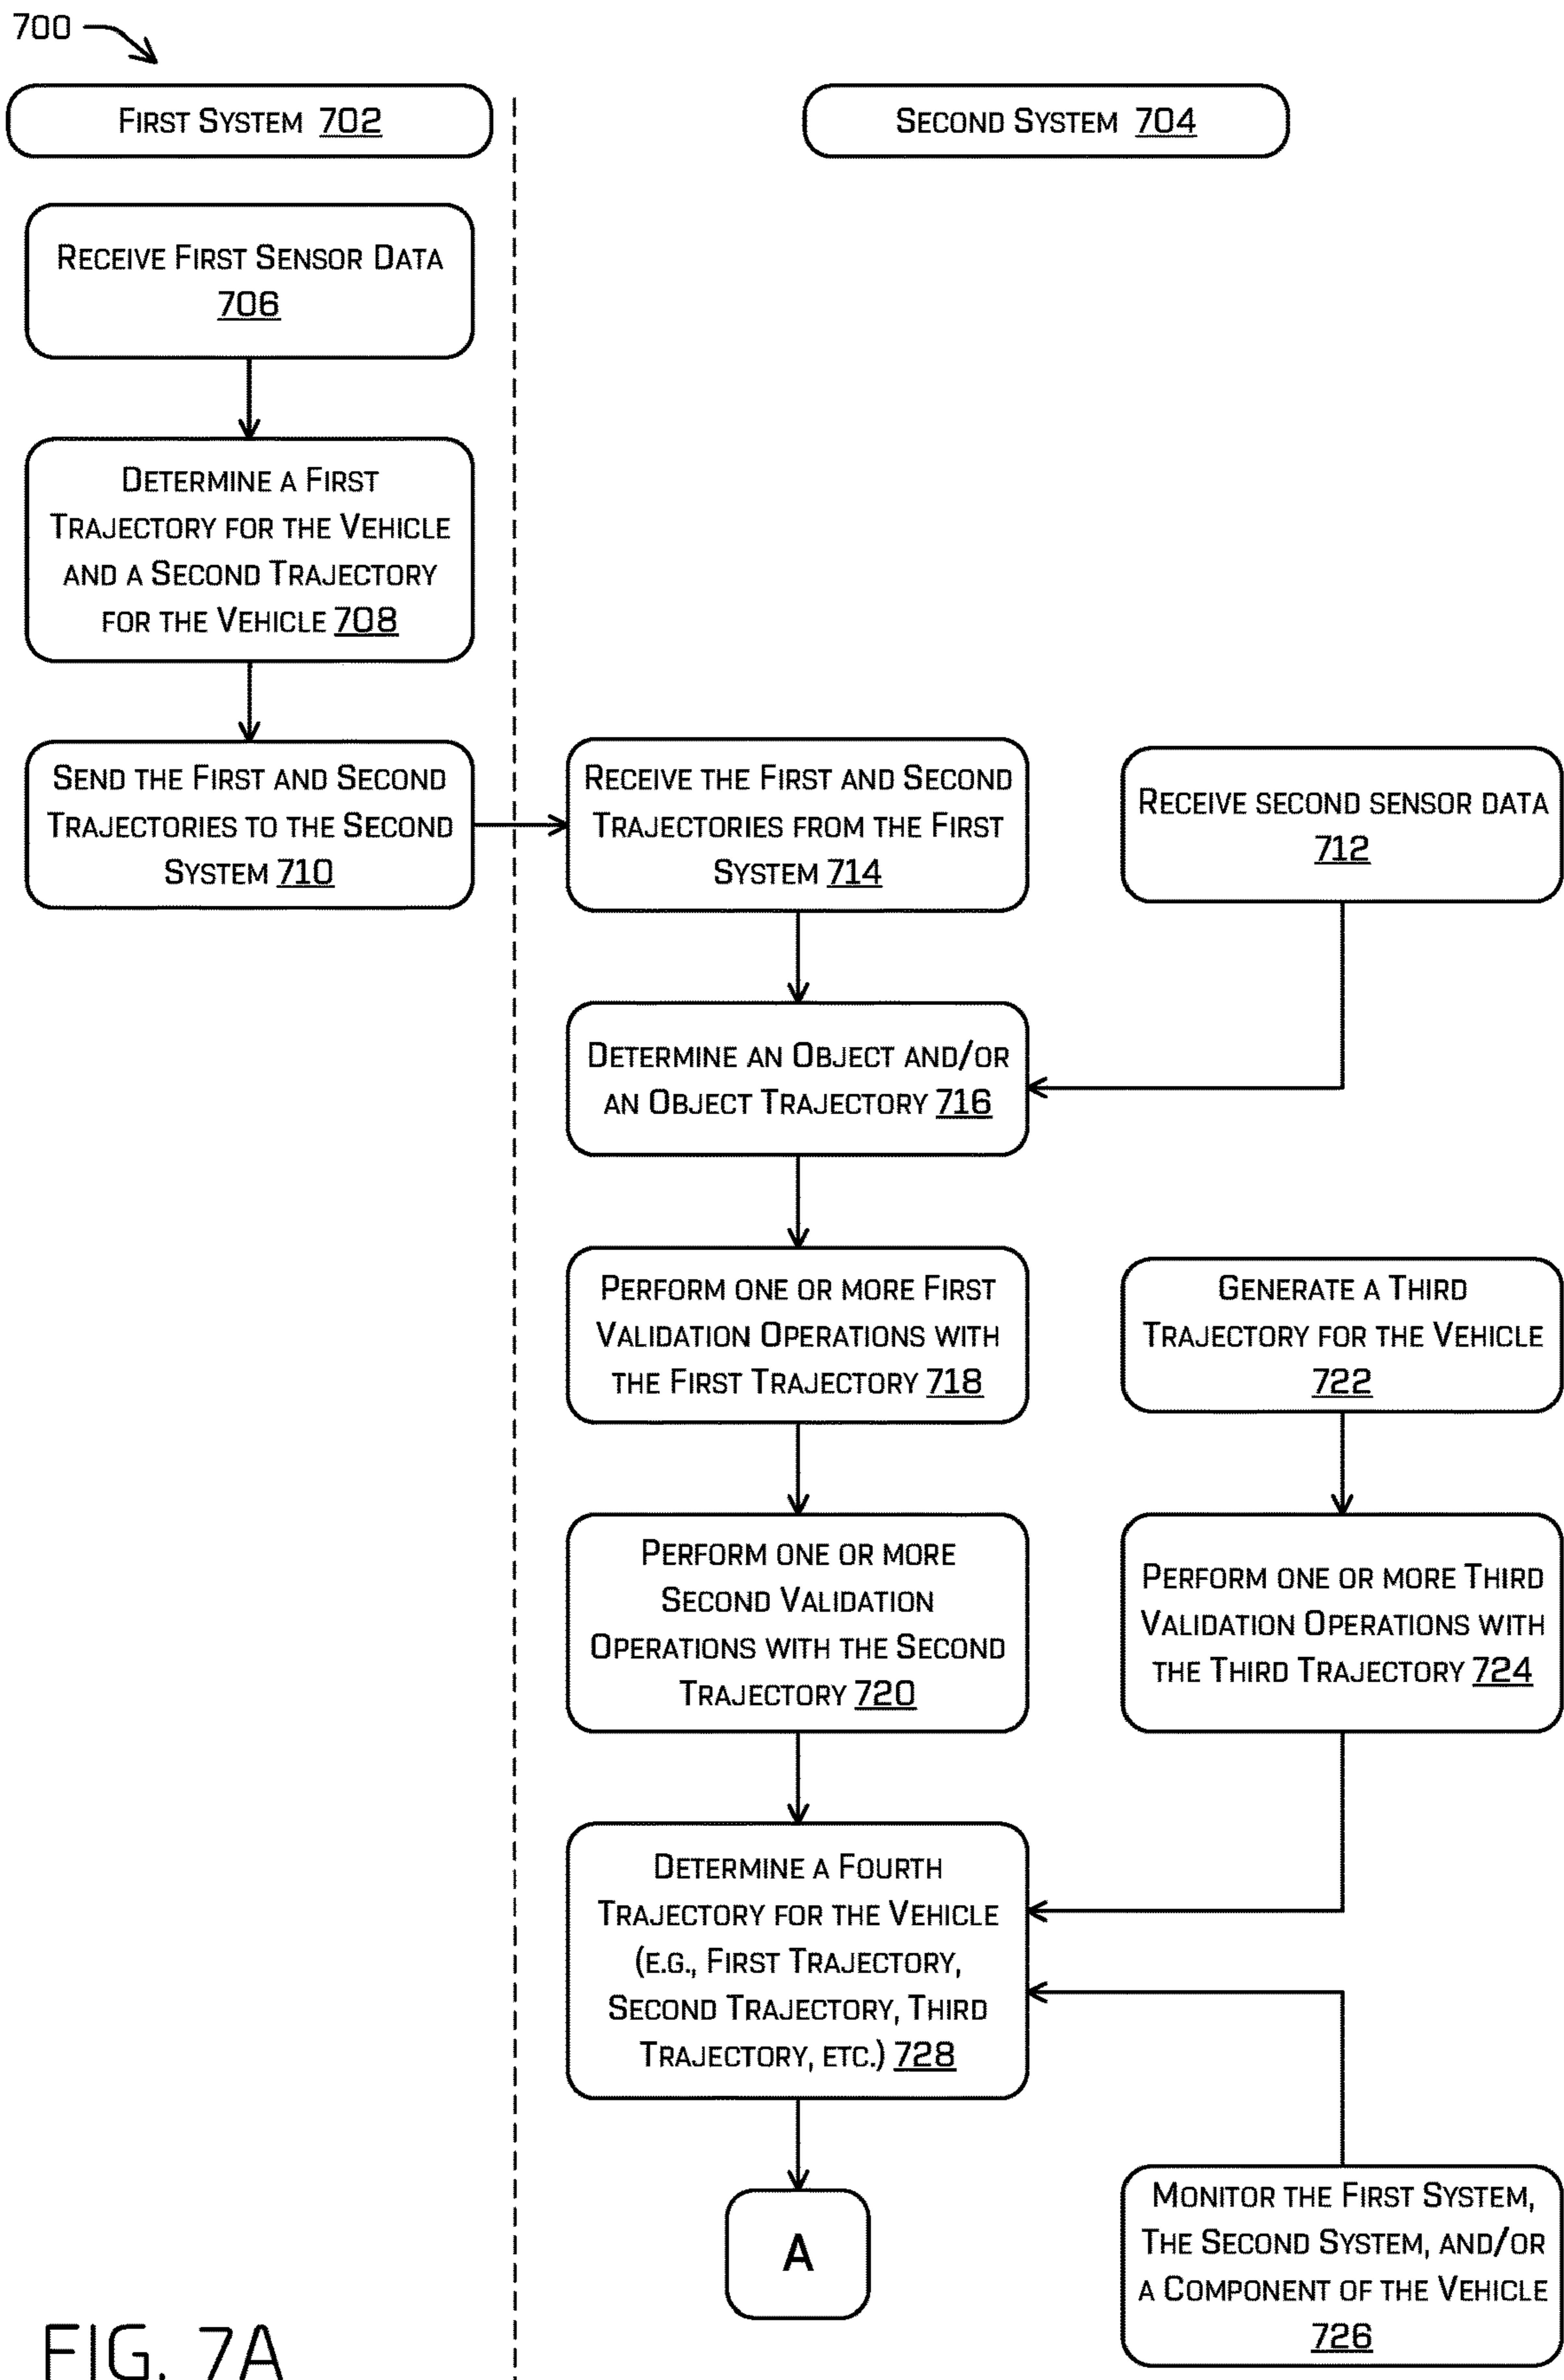 700
FIRST SYSTEM 702
SECOND SYSTEM 704
RECEIVE FIRST SENSOR DATA
706
DETERMINE A FIRST
TRAJECTORY FOR THE VEHICLE
AND A SECOND TRAJECTORY
FOR THE VEHICLE 708
SEND THE FIRST AND SECOND
TRAJECTORIES TO THE SECOND
SYSTEM 710
RECEIVE THE FIRST AND SECOND
TRAJECTORIES FROM THE FIRST
SYSTEM 714
RECEIVE SECOND SENSOR DATA
712
DETERMINE AN OBJECT AND/OR
AN OBJECT TRAJECTORY 716
PERFORM ONE OR MORE FIRST
VALIDATION OPERATIONS WITH
THE FIRST TRAJECTORY 718
GENERATE A THIRD
TRAJECTORY FOR THE VEHICLE
722
PERFORM ONE OR MORE
SECOND VALIDATION
OPERATIONS WITH THE SECOND
TRAJECTORY 720
PERFORM ONE OR MORE THIRD
VALIDATION OPERATIONS WITH
THE THIRD TRAJECTORY 724
DETERMINE A FOURTH
TRAJECTORY FOR THE VEHICLE
(E.G., FIRST TRAJECTORY,
SECOND TRAJECTORY, THIRD
TRAJECTORY, ETC.) 728
A
MONITOR THE FIRST SYSTEM,
THE SECOND SYSTEM, AND/OR
A COMPONENT OF THE VEHICLE
726
FIG. 7A